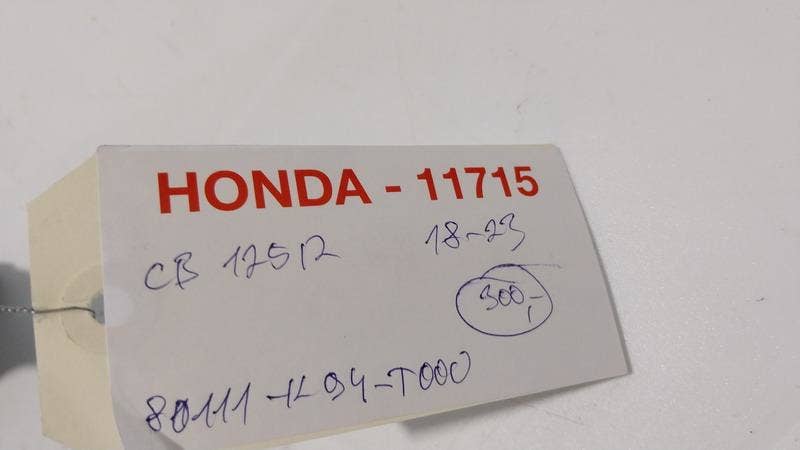 HONDA - 11715
CB 125R 18-23
300,-
80111-K94-T000